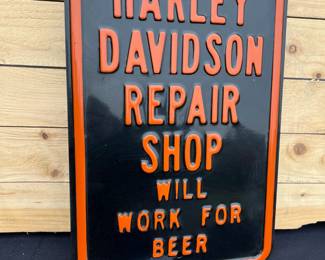 HARLEY
DAVIDSON
REPAIR
SHOP
WILL
WORK FOR
BEER